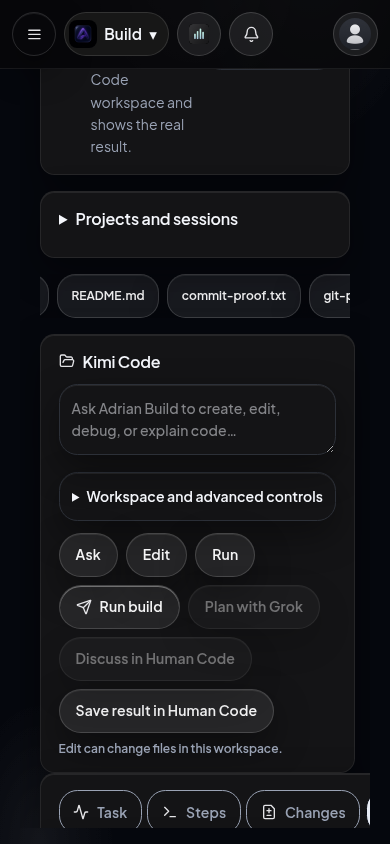 Build ▾
Code
workspace and
shows the real
result.
Projects and sessions
README.md
commit-proof.txt
git-p
Kimi Code
Ask Adrian Build to create, edit,
debug, or explain code…
Workspace and advanced controls
Ask
Edit
Run
Run build
Plan with Grok
Discuss in Human Code
Save result in Human Code
Edit can change files in this workspace.
Task
Steps
Changes